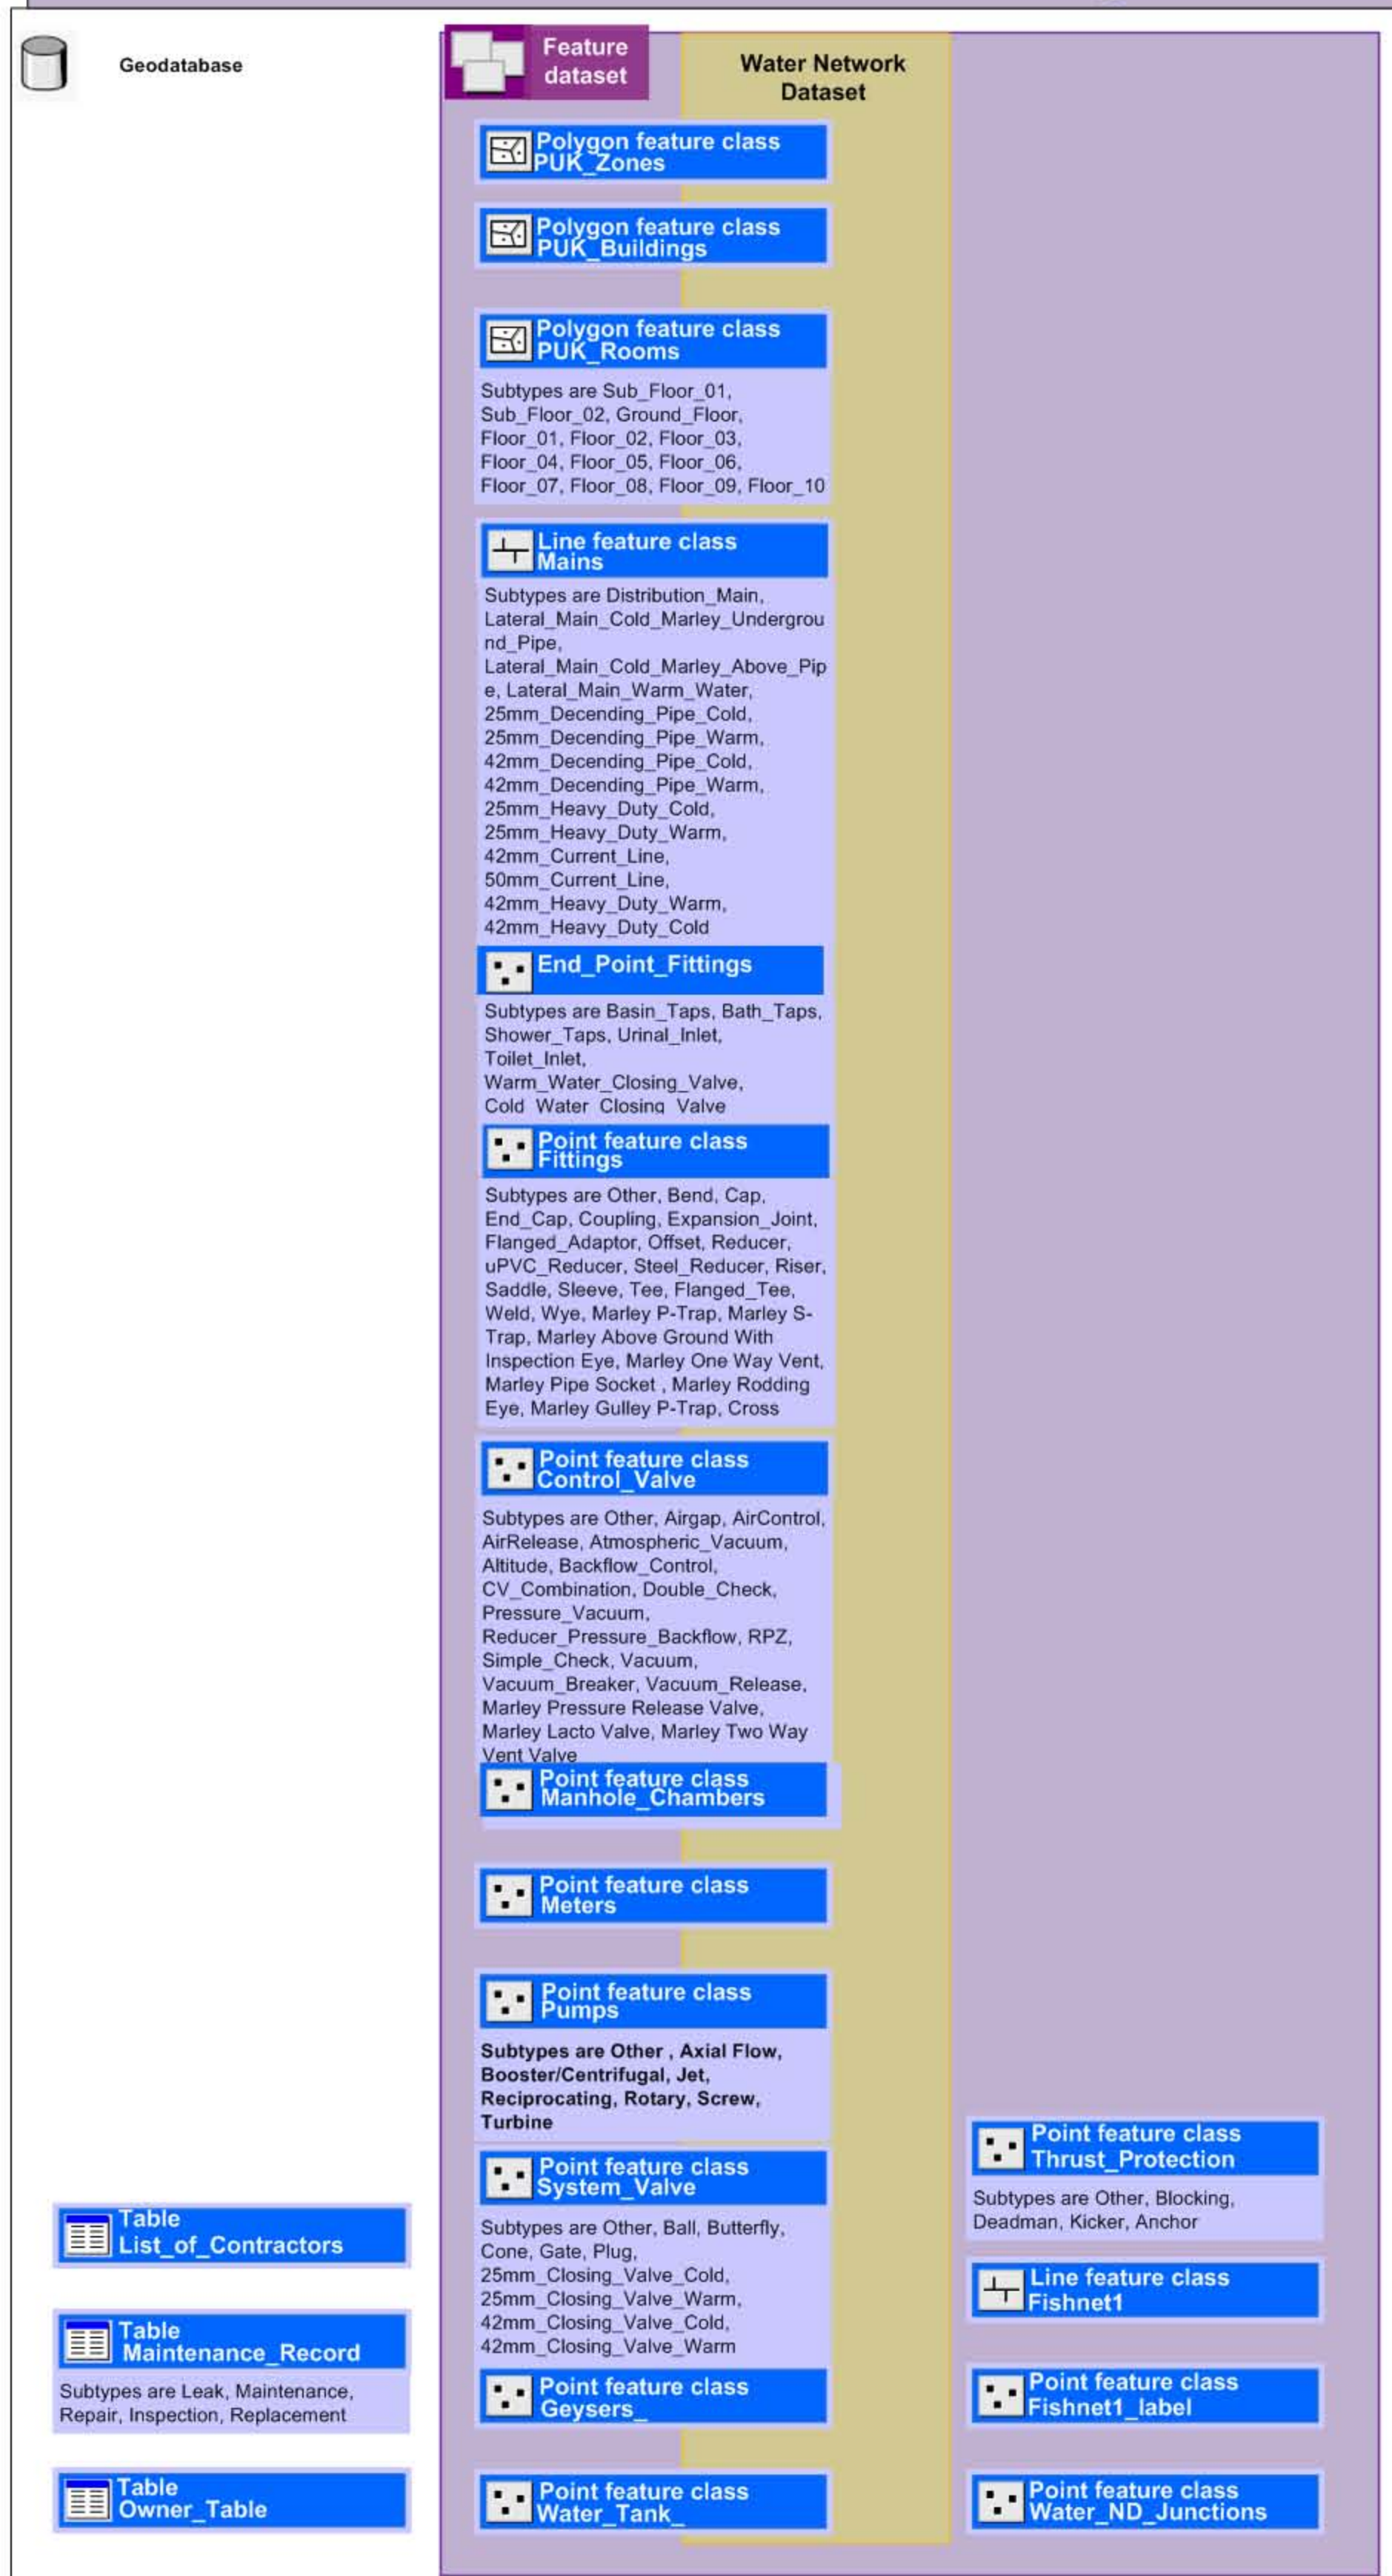 Geodatabase
Feature
dataset
Water Network
Dataset
Polygon feature class
PUK_Zones
Polygon feature class
PUK_Buildings
Polygon feature class
PUK_Rooms
Subtypes are Sub_Floor_01,
Sub_Floor_02, Ground_Floor,
Floor_01, Floor_02, Floor_03,
Floor_04, Floor_05, Floor_06,
Floor_07, Floor_08, Floor_09, Floor_10
Line feature class
Mains
Subtypes are Distribution_Main,
Lateral_Main_Cold_Marley_Undergrou
nd_Pipe,
Lateral_Main_Cold_Marley_Above_Pip
e, Lateral_Main_Warm_Water,
25mm_Decending_Pipe_Cold,
25mm_Decending_Pipe_Warm,
42mm_Decending_Pipe_Cold,
42mm_Decending_Pipe_Warm,
25mm_Heavy_Duty_Cold,
25mm_Heavy_Duty_Warm,
42mm_Current_Line,
50mm_Current_Line,
42mm_Heavy_Duty_Warm,
42mm_Heavy_Duty_Cold
End_Point_Fittings
Subtypes are Basin_Taps, Bath_Taps,
Shower_Taps, Urinal_Inlet,
Toilet_Inlet,
Warm_Water_Closing_Valve,
Cold_Water_Closing_Valve
Point feature class
Fittings
Subtypes are Other, Bend, Cap,
End_Cap, Coupling, Expansion_Joint,
Flanged_Adaptor, Offset, Reducer,
uPVC_Reducer, Steel_Reducer, Riser,
Saddle, Sleeve, Tee, Flanged_Tee,
Weld, Wye, Marley P-Trap, Marley S-
Trap, Marley Above Ground With
Inspection Eye, Marley One Way Vent,
Marley Pipe Socket , Marley Rodding
Eye, Marley Gulley P-Trap, Cross
Point feature class
Control_Valve
Subtypes are Other, Airgap, AirControl,
AirRelease, Atmospheric_Vacuum,
Altitude, Backflow_Control,
CV_Combination, Double_Check,
Pressure_Vacuum,
Reducer_Pressure_Backflow, RPZ,
Simple_Check, Vacuum,
Vacuum_Breaker, Vacuum_Release,
Marley Pressure Release Valve,
Marley Lacto Valve, Marley Two Way
Vent Valve
Point feature class
Manhole_Chambers
Point feature class
Meters
Point feature class
Pumps
Subtypes are Other , Axial Flow,
Booster/Centrifugal, Jet,
Reciprocating, Rotary, Screw,
Turbine
Point feature class
System_Valve
Subtypes are Other, Ball, Butterfly,
Cone, Gate, Plug,
25mm_Closing_Valve_Cold,
25mm_Closing_Valve_Warm,
42mm_Closing_Valve_Cold,
42mm_Closing_Valve_Warm
Point feature class
Geysers_
Point feature class
Water_Tank_
Table
List_of_Contractors
Table
Maintenance_Record
Subtypes are Leak, Maintenance,
Repair, Inspection, Replacement
Table
Owner_Table
Point feature class
Thrust_Protection
Subtypes are Other, Blocking,
Deadman, Kicker, Anchor
Line feature class
Fishnet1
Point feature class
Fishnet1_label
Point feature class
Water_ND_Junctions